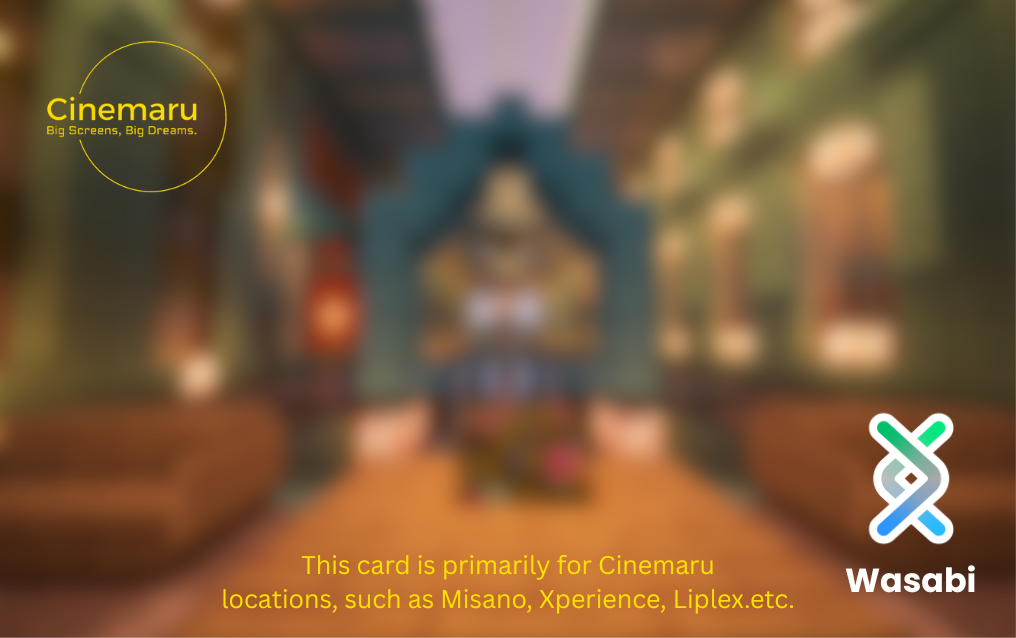 Cinemaru
Big Screens, Big Dreams.
This card is primarily for Cinemaru
locations, such as Misano, Xperience, Liplex.etc.
Wasabi